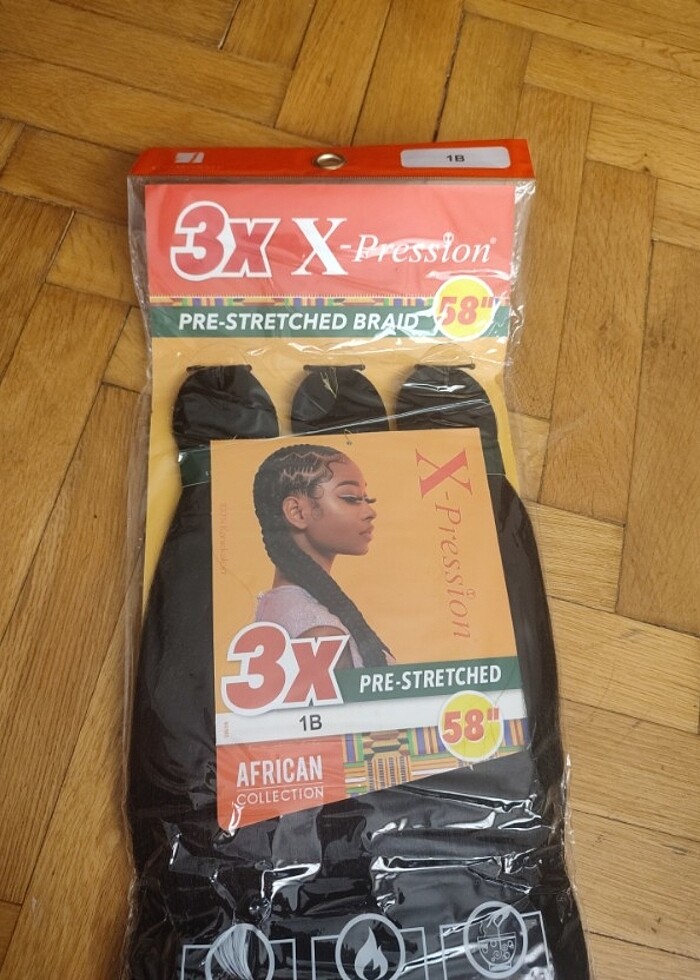 1B
3X X-Pression
PRE-STRETCHED BRAID 58"
X-Pression
3X PRE-STRETCHED
1B
58"
AFRICAN
COLLECTION